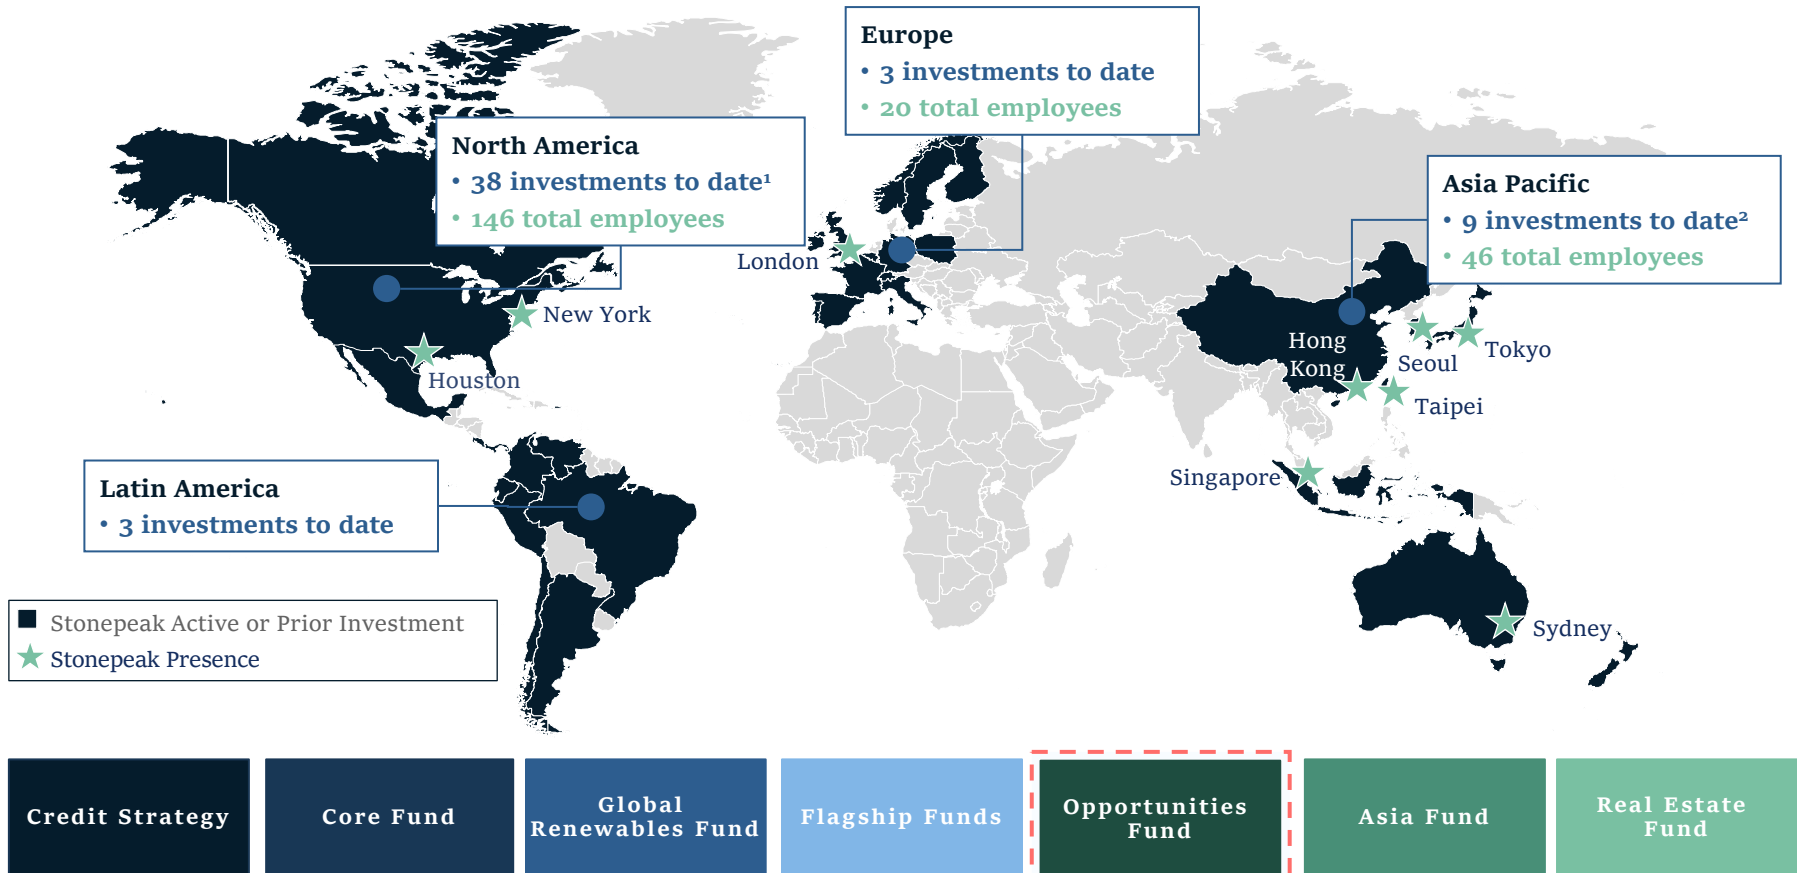 Europe
• 3 investments to date
• 20 total employees
North America
• 38 investments to date¹
• 146 total employees
Asia Pacific
• 9 investments to date²
• 46 total employees
London
New York
Houston
Hong
Kong
Seoul
Tokyo
Taipei
Singapore
Sydney
Latin America
• 3 investments to date
Stonepeak Active or Prior Investment
Stonepeak Presence
Credit Strategy
Core Fund
Global
Renewables Fund
Flagship Funds
Opportunities
Fund
Asia Fund
Real Estate
Fund